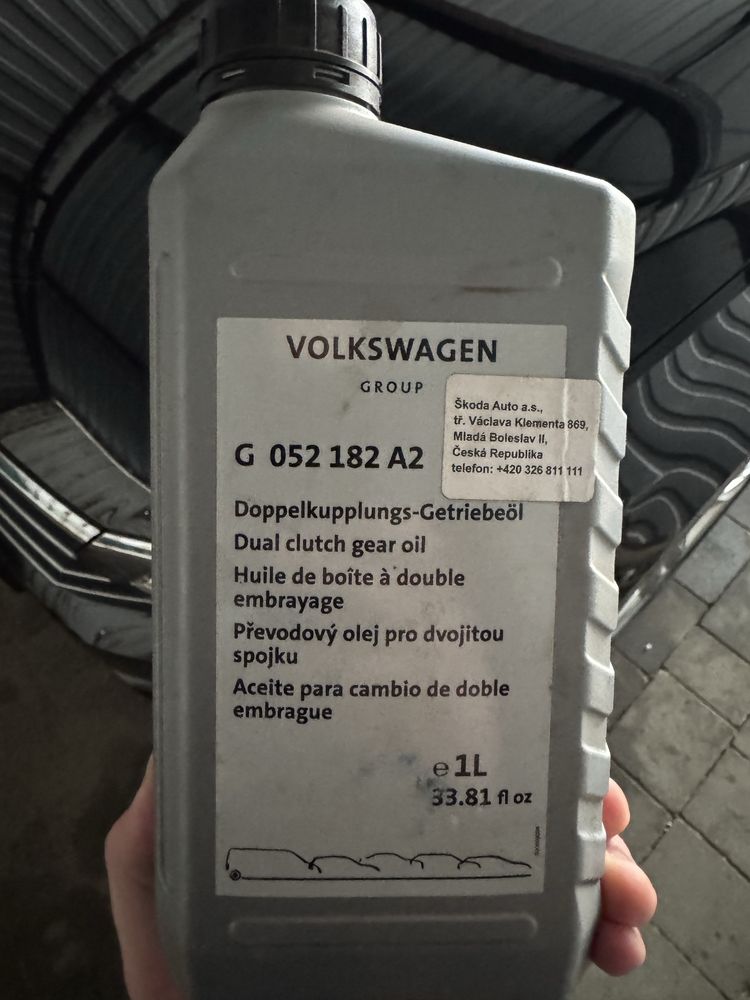 VOLKSWAGEN
GROUP
G 052 182 A2
Škoda Auto a.s.,
tř. Václava Klementa 869,
Mladá Boleslav II,
Česká Republika
telefon: +420 326 811 111
Doppelkupplungs-Getriebeöl
Dual clutch gear oil
Huile de boîte à double
embrayage
Převodový olej pro dvojitou
spojku
Aceite para cambio de doble
embrague
℮ 1L
33.81 fl oz